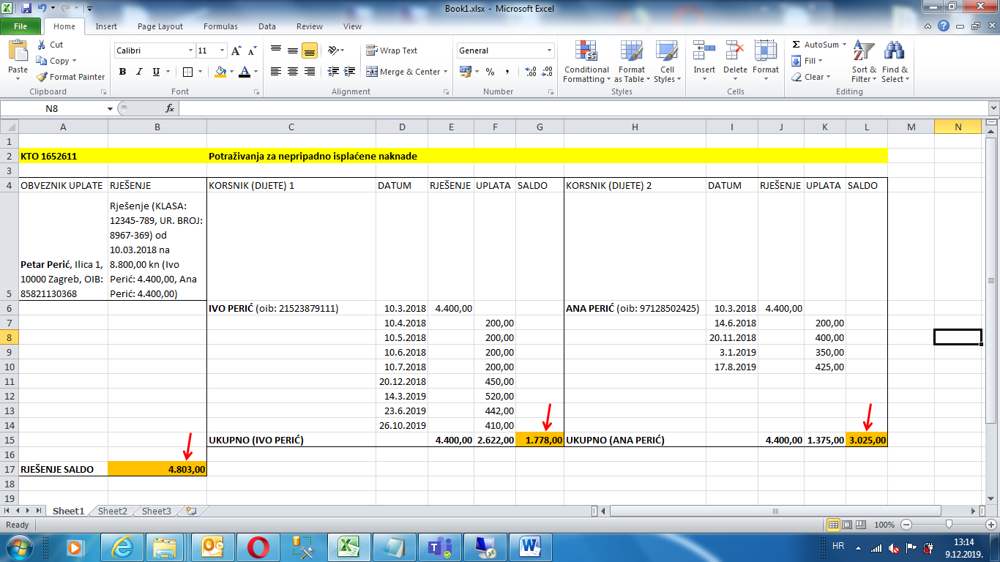 Book1.xlsx - Microsoft Excel
File Home Insert Page Layout Formulas Data Review View
Paste
Cut
Copy
Format Painter
Clipboard
Calibri 11
B I U
Font
Wrap Text
Merge & Center
Alignment
General
% ,
Number
Conditional Formatting
Format as Table
Cell Styles
Styles
Insert Delete Format
Cells
AutoSum
Fill
Clear
Sort & Filter
Find & Select
Editing
N8 fx
A B C D E F G H I J K L M N
1
2 KTO 1652611 Potraživanja za nepripadno isplaćene naknade
3
4 OBVEZNIK UPLATE RJEŠENJE KORSNIK (DIJETE) 1 DATUM RJEŠENJE UPLATA SALDO KORSNIK (DIJETE) 2 DATUM RJEŠENJE UPLATA SALDO
5
Petar Perić, Ilica 1,
10000 Zagreb, OIB:
85821130368
Rješenje (KLASA:
12345-789, UR. BROJ:
8967-369) od
10.03.2018 na
8.800,00 kn (Ivo
Perić: 4.400,00, Ana
Perić: 4.400,00)
6 IVO PERIĆ (oib: 21523879111) 10.3.2018 4.400,00 ANA PERIĆ (oib: 97128502425) 10.3.2018 4.400,00
7 10.4.2018 200,00 14.6.2018 200,00
8 10.5.2018 200,00 20.11.2018 400,00
9 10.6.2018 200,00 3.1.2019 350,00
10 10.7.2018 200,00 17.8.2019 425,00
11 20.12.2018 450,00
12 14.3.2019 520,00
13 23.6.2019 442,00
14 26.10.2019 410,00
15 UKUPNO (IVO PERIĆ) 4.400,00 2.622,00 1.778,00 UKUPNO (ANA PERIĆ) 4.400,00 1.375,00 3.025,00
16
17 RJEŠENJE SALDO 4.803,00
18
19
Sheet1 Sheet2 Sheet3
Ready 100%
HR 13:14
9.12.2019.